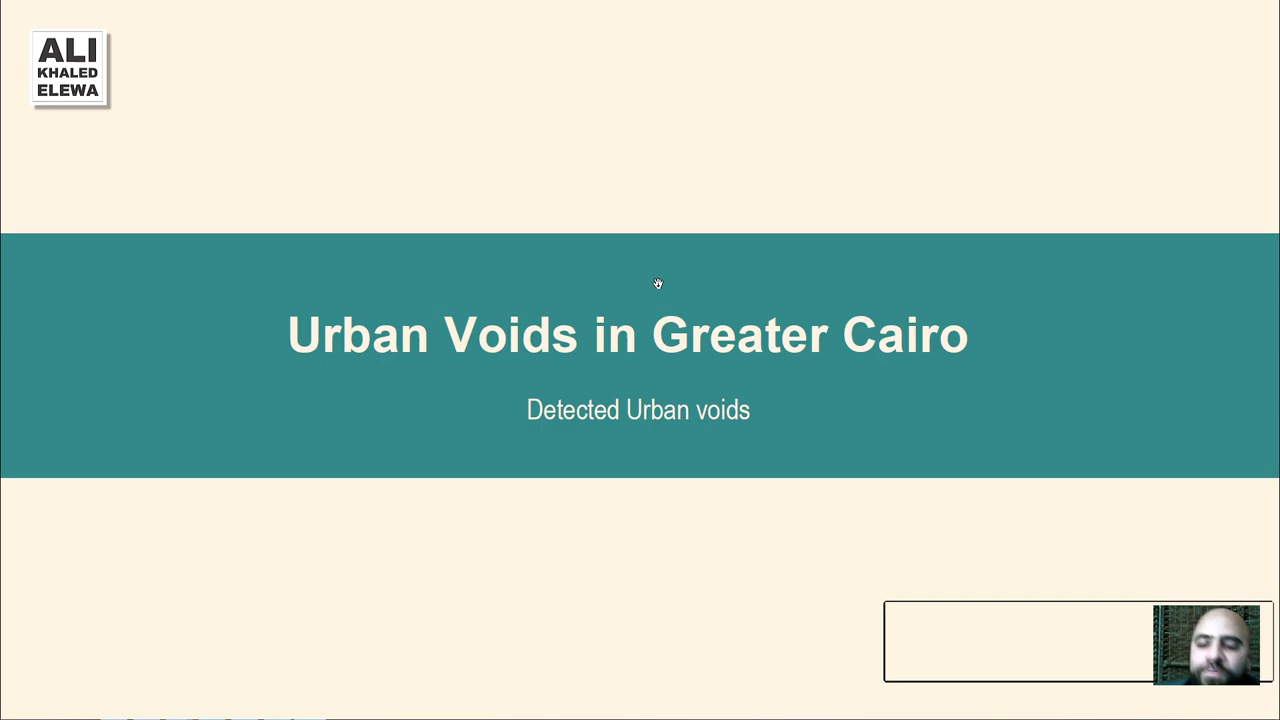 ALI
KHALED
ELEWA
Urban Voids in Greater Cairo
Detected Urban voids